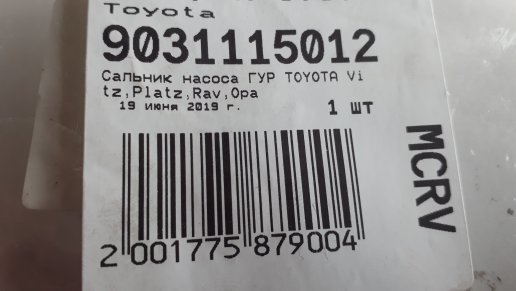 Toyota
9031115012
Сальник насоса ГУР TOYOTA Vi
tz,Platz,Rav,Opa
19 июня 2019 г.
1 шт
MCRV
2 001775 879004